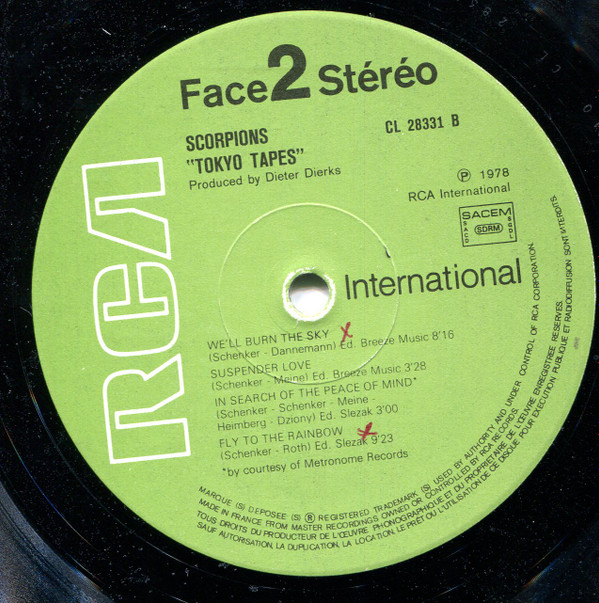 Face 2 Stéréo
SCORPIONS
"TOKYO TAPES"
Produced by Dieter Dierks
CL 28331 B
℗ 1978
RCA International
SACEM
SACD
SDRM
SGDL
RCA
International
WE'LL BURN THE SKY x
(Schenker - Dannemann) Ed. Breeze Music 8'16
SUSPENDER LOVE
(Schenker - Meine) Ed. Breeze Music 3'28
IN SEARCH OF THE PEACE OF MIND*
(Schenker - Schenker - Meine -
Heimberg - Dziony) Ed. Slezak 3'00
FLY TO THE RAINBOW x
(Schenker - Roth) Ed. Slezak 9'23
*by courtesy of Metronome Records
MARQUE (S) DEPOSEE (S) ® REGISTERED TRADEMARK (S) USED BY AUTHORITY AND UNDER CONTROL OF RCA CORPORATION.
MADE IN FRANCE FROM MASTER RECORDINGS OWNED OR CONTROLLED BY RCA RECORDS.
TOUS DROITS DU PRODUCTEUR DE L'ŒUVRE PHONOGRAPHIQUE ET DU PROPRIETAIRE DE L'ŒUVRE ENREGISTREE RESERVES.
SAUF AUTORISATION, LA DUPLICATION, LA LOCATION, LE PRÊT OU L'UTILISATION DE CE DISQUE POUR EXECUTION PUBLIQUE ET RADIODIFFUSION SONT INTERDITS